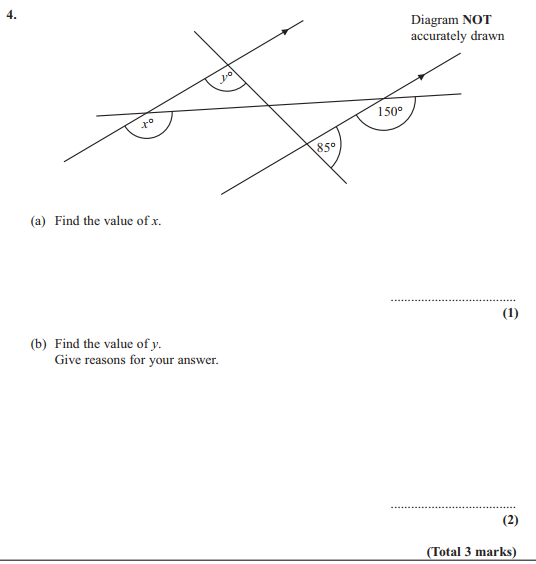 4.
Diagram NOT
accurately drawn
y°
x°
150°
85°
(a) Find the value of x.
......................................
(1)
(b) Find the value of y.
Give reasons for your answer.
......................................
(2)
(Total 3 marks)